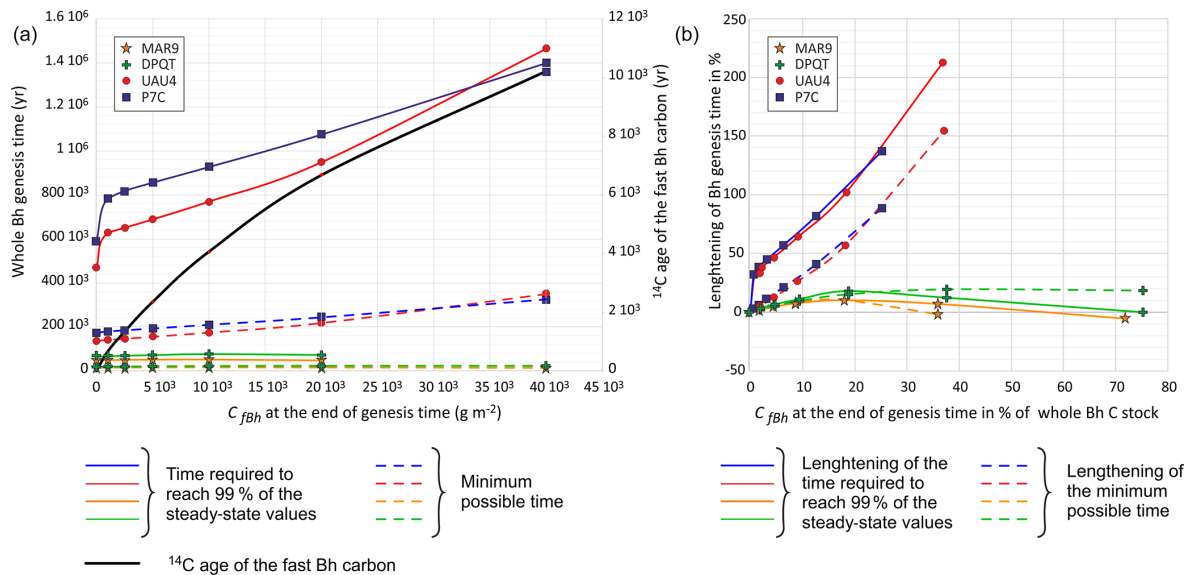 (a)
1.6 10⁶
1.4 10⁶
1.2 10⁶
1 10⁶
800 10³
600 10³
400 10³
200 10³
0
Whole Bh genesis time (yr)
MAR9
DPQT
UAU4
P7C
12 10³
10 10³
8 10³
6 10³
4 10³
2 10³
0
¹⁴C age of the fast Bh carbon (yr)
0 5 10³ 10 10³ 20 10³ 30 10³ 40 10³ 45 10³
C fBh at the end of genesis time (g m⁻²)
(b)
250
200
150
100
50
0
-50
Lenghtening of Bh genesis time in %
MAR9
DPQT
UAU4
P7C
0 10 20 30 40 50 60 70 80
C fBh at the end of genesis time in % of whole Bh C stock
Time required to
reach 99 % of the
steady-state values
Minimum
possible time
¹⁴C age of the fast Bh carbon
Lenghtening of the
time required to
reach 99 % of the
steady-state values
Lengthening of
the minimum
possible time